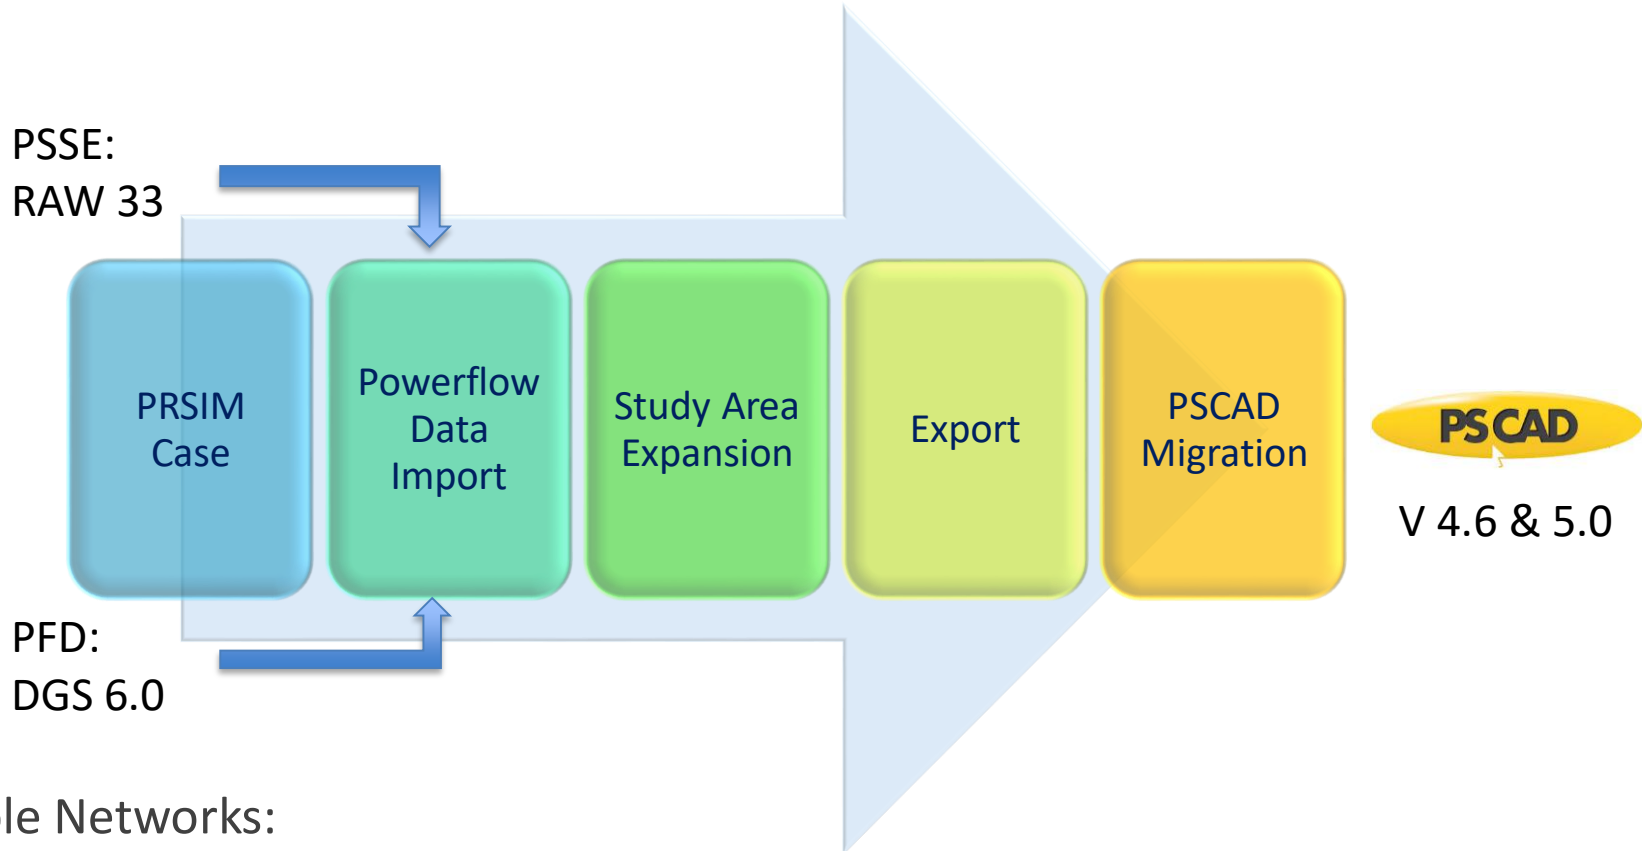 PSSE:
RAW 33
PRSIM
Case
Powerflow
Data
Import
Study Area
Expansion
Export
PSCAD
Migration
PSCAD
V 4.6 & 5.0
PFD:
DGS 6.0
Networks: